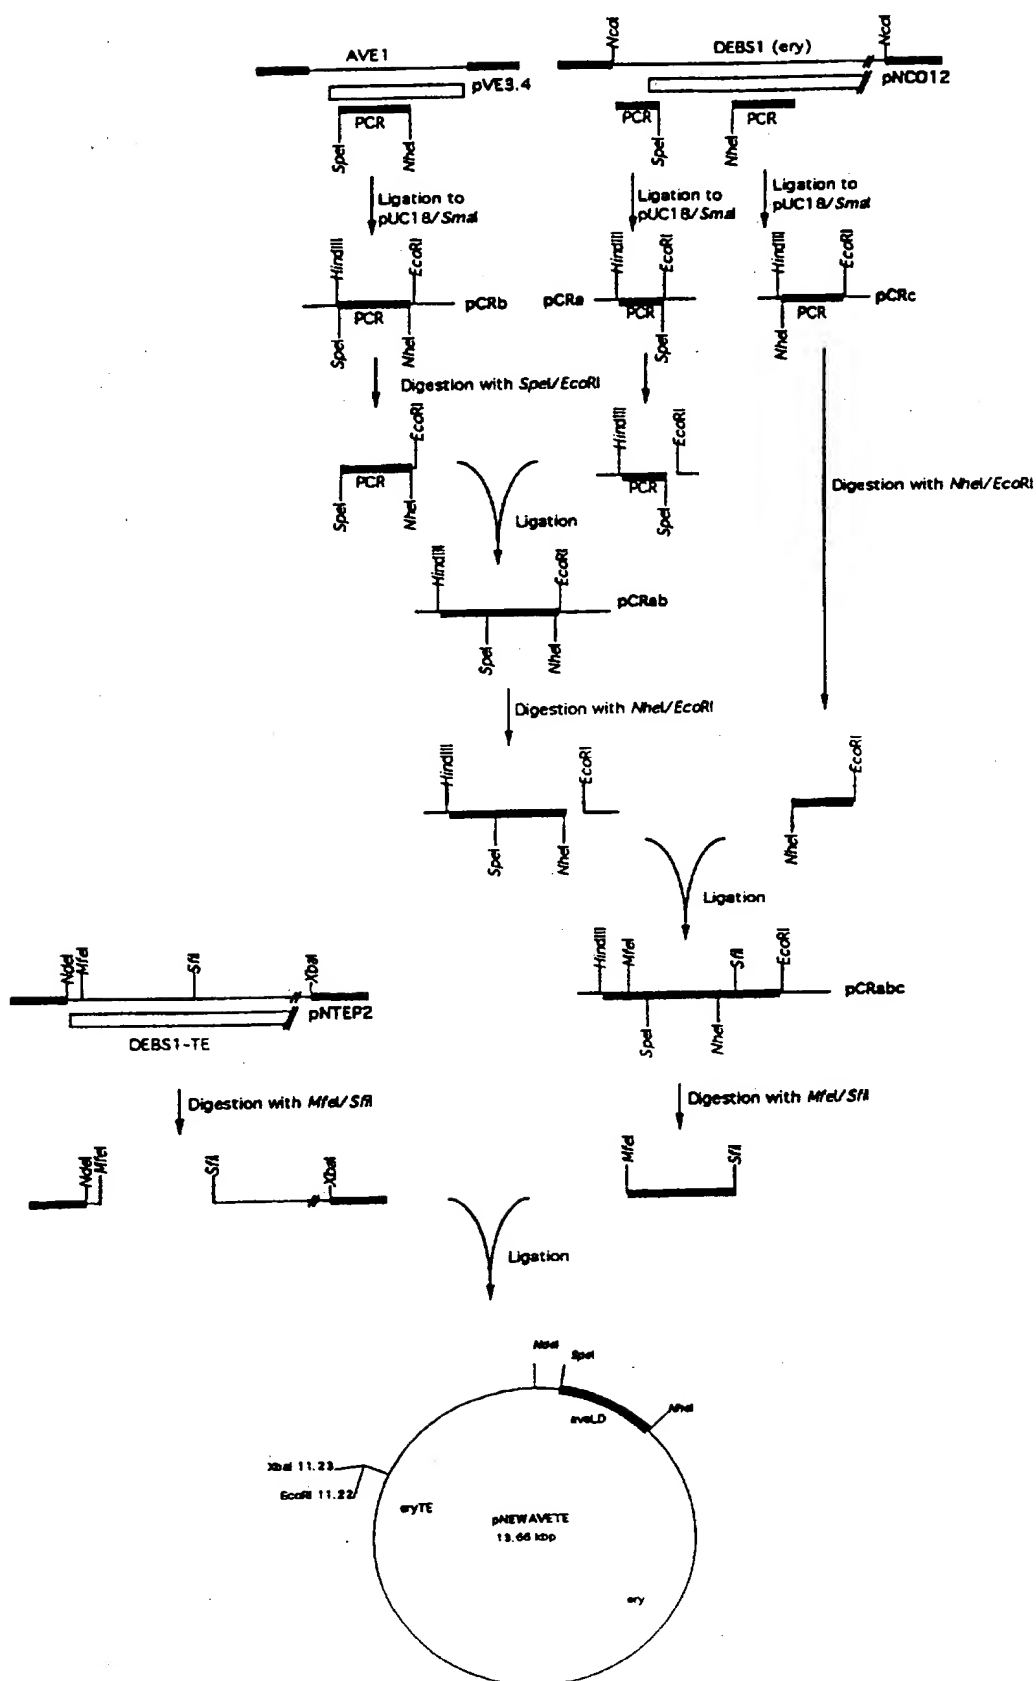 NcoI
NcoI
AVE1
DEBS1 (ery)
pVE3.4
pNCO12
PCR
PCR
PCR
SpeI
NheI
SpeI
NheI
Ligation to
pUC18/SmaI
Ligation to
pUC18/SmaI
Ligation to
pUC18/SmaI
HindIII
EcoRI
HindIII
EcoRI
HindIII
EcoRI
pCRb
pCRa
pCRc
PCR
PCR
PCR
SpeI
NheI
SpeI
NheI
Digestion with SpeI/EcoRI
EcoRI
HindIII
EcoRI
PCR
PCR
SpeI
NheI
SpeI
Digestion with NheI/EcoRI
Ligation
HindIII
EcoRI
pCRab
SpeI
NheI
Digestion with NheI/EcoRI
HindIII
EcoRI
EcoRI
SpeI
NheI
NheI
Ligation
NdeI
MfeI
SfiI
XbaI
HindIII
MfeI
SfiI
EcoRI
pNTEP2
pCRabc
DEBS1-TE
SpeI
NheI
Digestion with MfeI/SfiI
Digestion with MfeI/SfiI
NdeI
MfeI
SfiI
XbaI
MfeI
SfiI
Ligation
NdeI
SpeI
NheI
aveLD
XbaI 11.23
EcoRI 11.22
eryTE
pNEWAVETE
13.66 kbp
ery